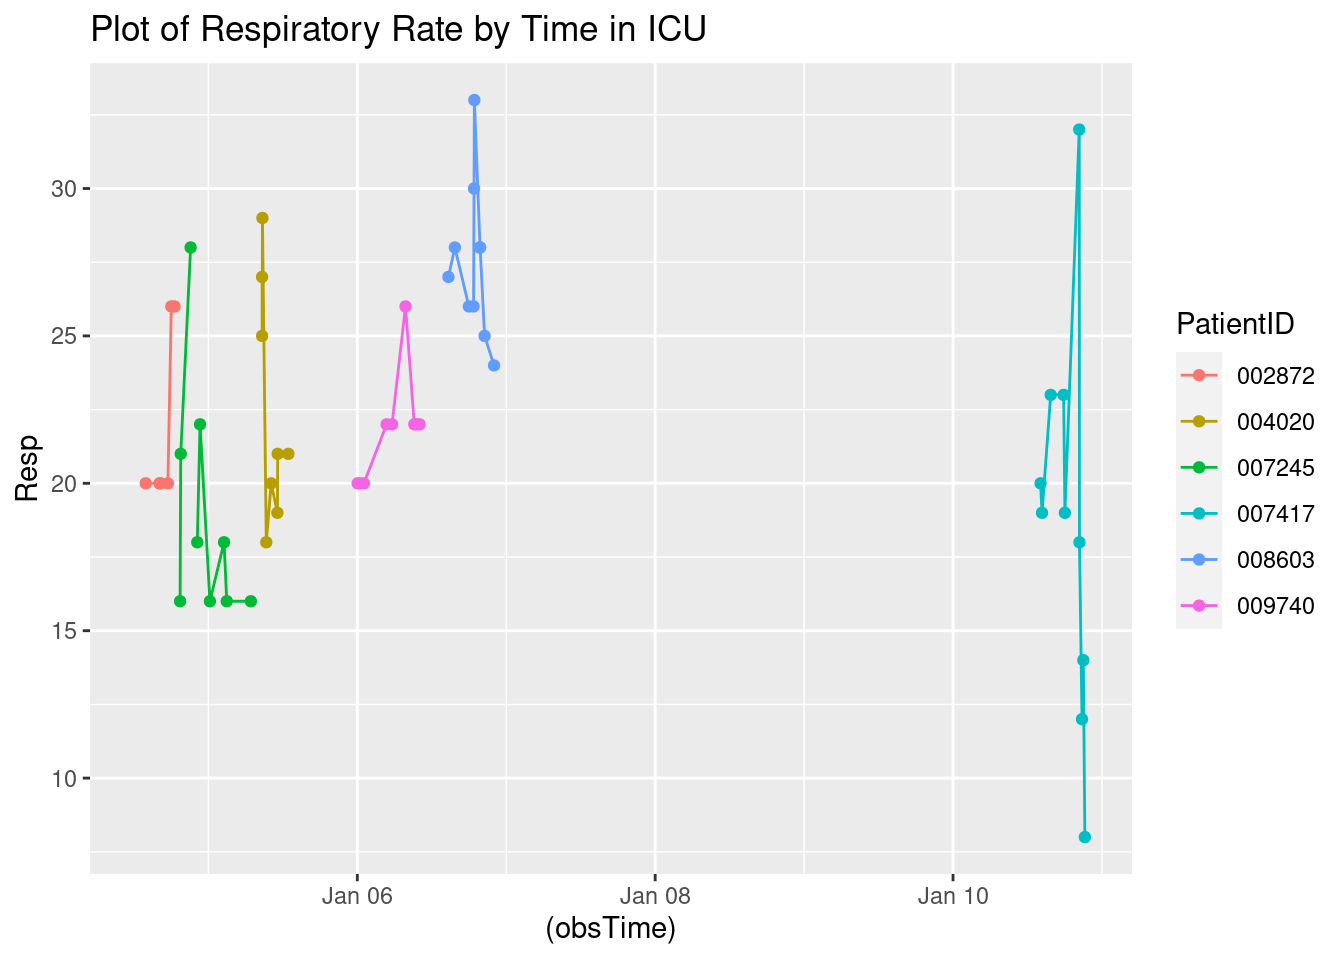 Plot of Respiratory Rate by Time in ICU
Resp
30
25
20
15
10
Jan 06 Jan 08 Jan 10
(obsTime)
PatientID
002872
004020
007245
007417
008603
009740